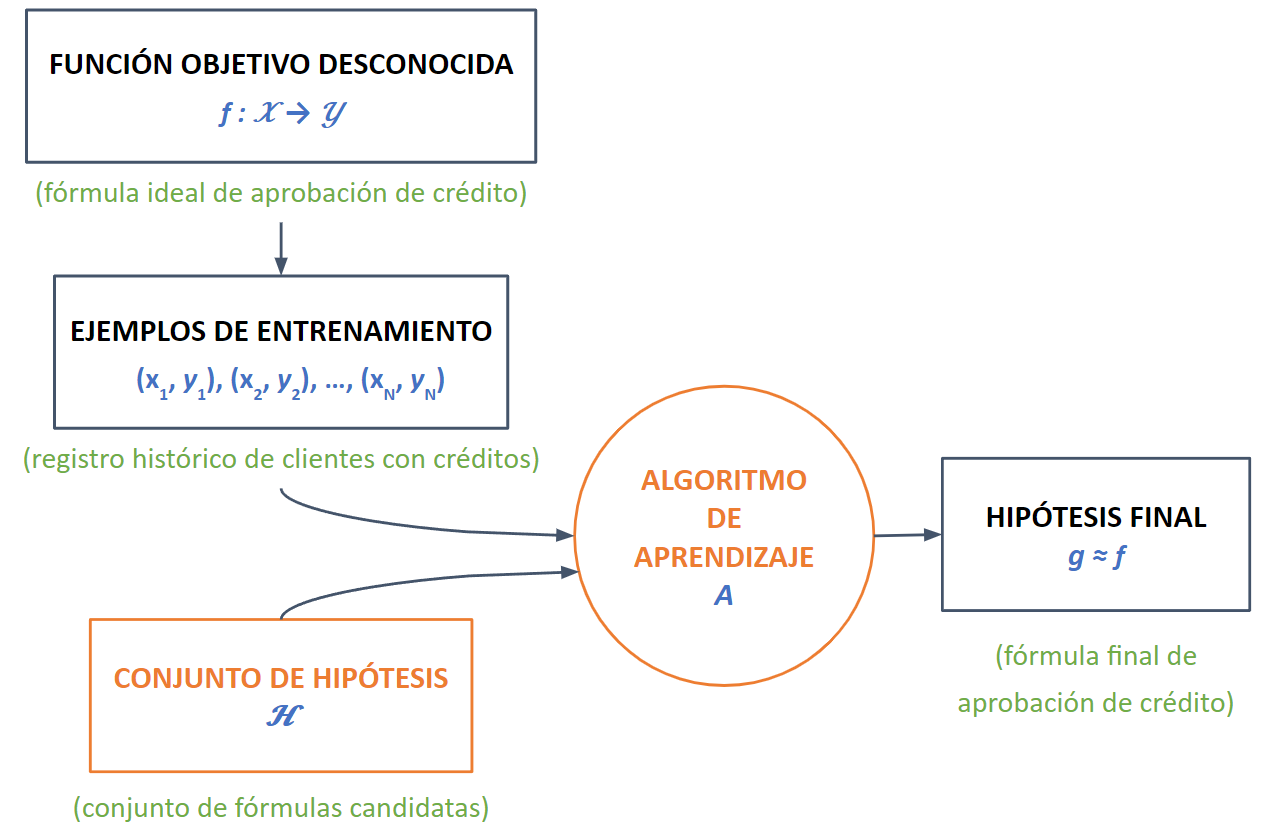 FUNCIÓN OBJETIVO DESCONOCIDA
f : 𝒳 → 𝒴
(fórmula ideal de aprobación de crédito)
EJEMPLOS DE ENTRENAMIENTO
(x₁, y₁), (x₂, y₂), ..., (x_N, y_N)
(registro histórico de clientes con créditos)
CONJUNTO DE HIPÓTESIS
ℋ
(conjunto de fórmulas candidatas)
ALGORITMO
DE
APRENDIZAJE
A
HIPÓTESIS FINAL
g ≈ f
(fórmula final de
aprobación de crédito)